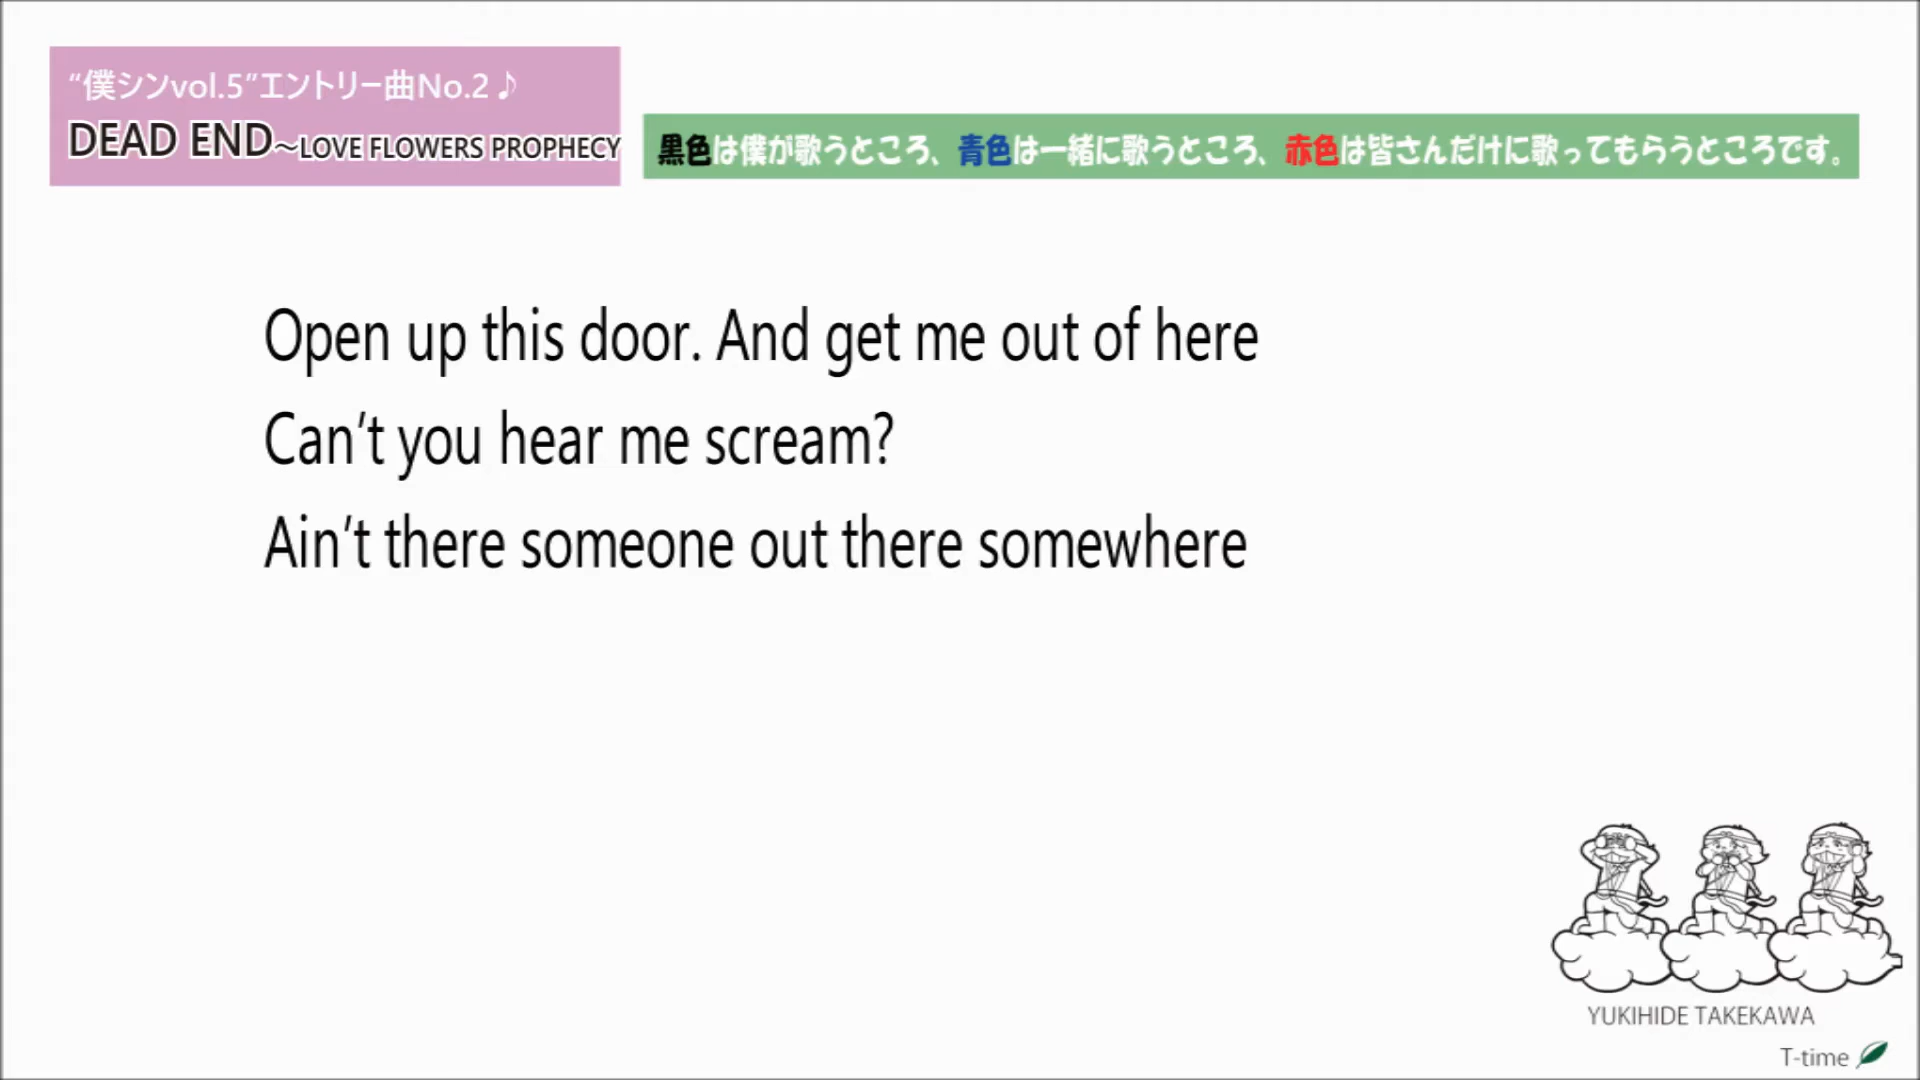 “僕シンvol.5”エントリー曲No.2♪
DEAD END～LOVE FLOWERS PROPHECY
黒色は僕が歌うところ、青色は一緒に歌うところ、赤色は皆さんだけに歌ってもらうところです。
Open up this door. And get me out of here
Can’t you hear me scream?
Ain’t there someone out there somewhere
YUKIHIDE TAKEKAWA
T-time